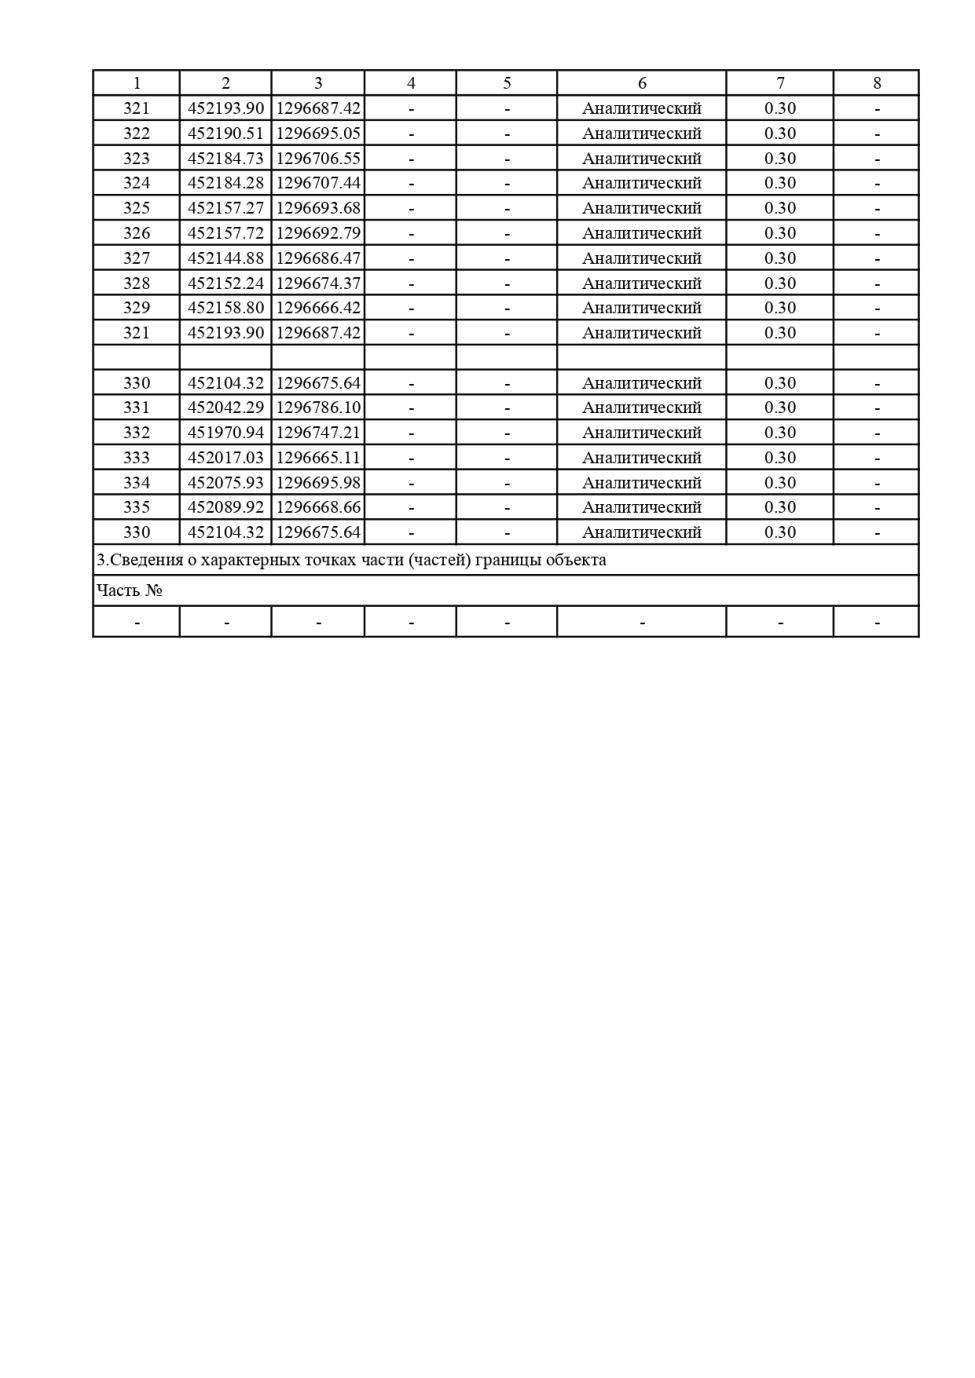 1 2 3 4 5 6 7 8
321 452193.90 1296687.42 - - Аналитический 0.30 -
322 452190.51 1296695.05 - - Аналитический 0.30 -
323 452184.73 1296706.55 - - Аналитический 0.30 -
324 452184.28 1296707.44 - - Аналитический 0.30 -
325 452157.27 1296693.68 - - Аналитический 0.30 -
326 452157.72 1296692.79 - - Аналитический 0.30 -
327 452144.88 1296686.47 - - Аналитический 0.30 -
328 452152.24 1296674.37 - - Аналитический 0.30 -
329 452158.80 1296666.42 - - Аналитический 0.30 -
321 452193.90 1296687.42 - - Аналитический 0.30 -
330 452104.32 1296675.64 - - Аналитический 0.30 -
331 452042.29 1296786.10 - - Аналитический 0.30 -
332 451970.94 1296747.21 - - Аналитический 0.30 -
333 452017.03 1296665.11 - - Аналитический 0.30 -
334 452075.93 1296695.98 - - Аналитический 0.30 -
335 452089.92 1296668.66 - - Аналитический 0.30 -
330 452104.32 1296675.64 - - Аналитический 0.30 -
3.Сведения о характерных точках части (частей) границы объекта
Часть №
- - - - - - - -